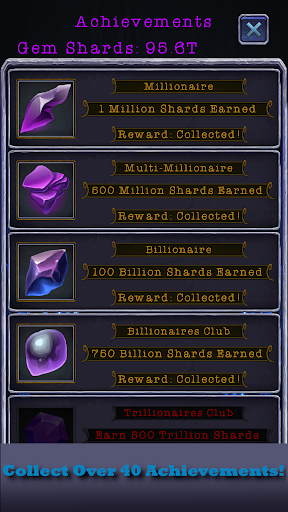 Achievements
Gem Shards: 95.6T
Millionaire
1 Million Shards Earned
Reward: Collected!
Multi-Millionaire
500 Million Shards Earned
Reward: Collected!
Billionaire
100 Billion Shards Earned
Reward: Collected!
Billionaires Club
750 Billion Shards Earned
Reward: Collected!
Trillionaires Club
Earn 500 Trillion Shards
Collect Over 40 Achievements!